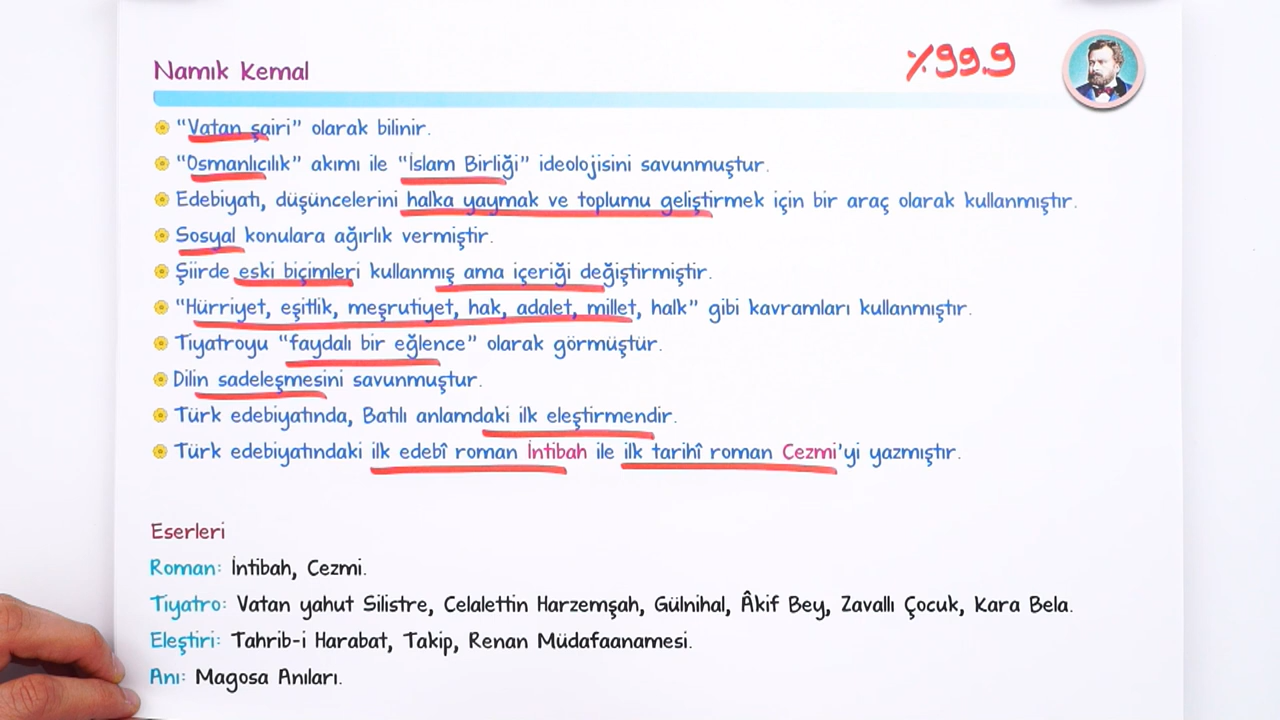 Namık Kemal
%99.9
"Vatan şairi" olarak bilinir.
"Osmanlıcılık" akımı ile "İslam Birliği" ideolojisini savunmuştur.
Edebiyatı, düşüncelerini halka yaymak ve toplumu geliştirmek için bir araç olarak kullanmıştır.
Sosyal konulara ağırlık vermiştir.
Şiirde eski biçimleri kullanmış ama içeriği değiştirmiştir.
"Hürriyet, eşitlik, meşrutiyet, hak, adalet, millet, halk" gibi kavramları kullanmıştır.
Tiyatroyu "faydalı bir eğlence" olarak görmüştür.
Dilin sadeleşmesini savunmuştur.
Türk edebiyatında, Batılı anlamdaki ilk eleştirmendir.
Türk edebiyatındaki ilk edebî roman İntibah ile ilk tarihî roman Cezmi'yi yazmıştır.
Eserleri
Roman: İntibah, Cezmi.
Tiyatro: Vatan yahut Silistre, Celalettin Harzemşah, Gülnihal, Âkif Bey, Zavallı Çocuk, Kara Bela.
Eleştiri: Tahrib-i Harabat, Takip, Renan Müdafaanamesi.
Anı: Magosa Anıları.